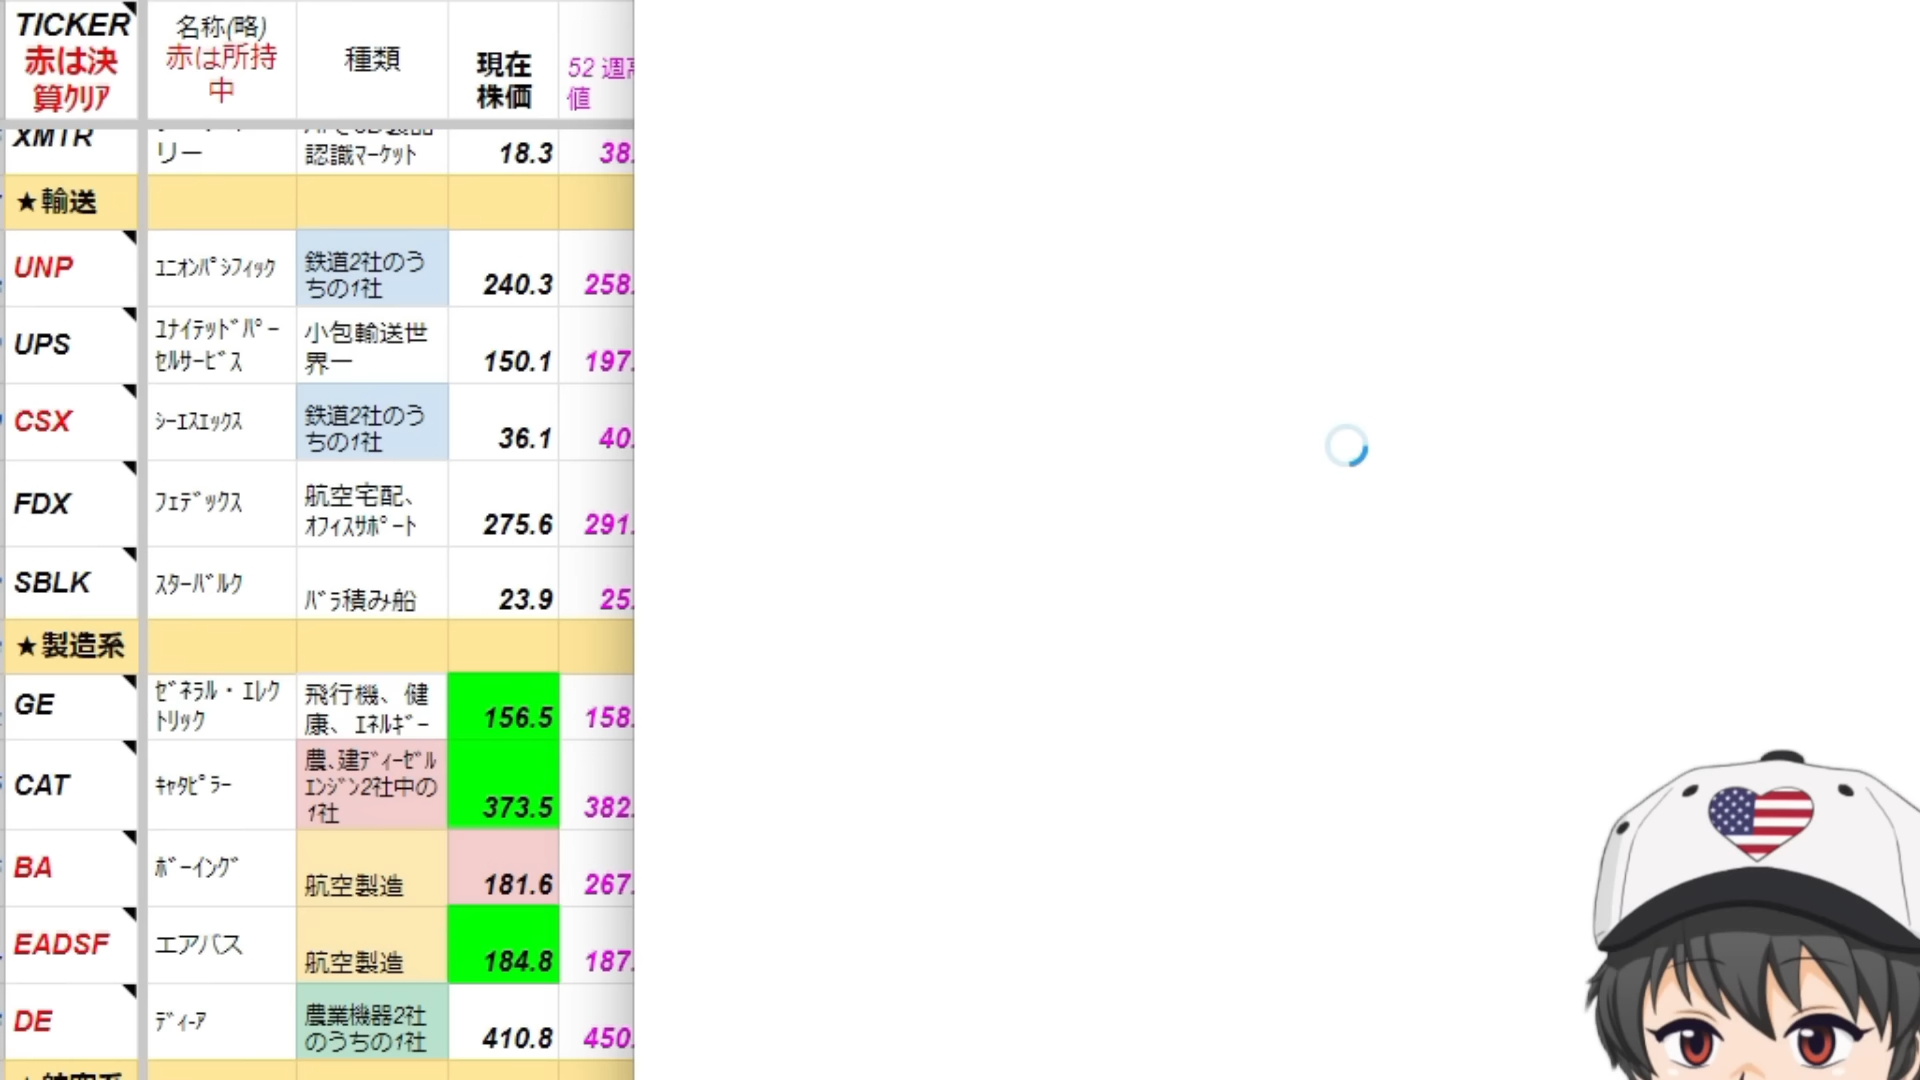 TICKER
赤は決
算ｸﾘｱ
名称(略)
赤は所持
中
種類
現在
株価
52 週高
値
XMTR
リー
認識ﾏｰｹｯﾄ
18.3
38.
★輸送
UNP
ﾕﾆｵﾝﾊﾟｼﾌｨｯｸ
鉄道2社のう
ちの1社
240.3
258.
UPS
ﾕﾅｲﾃｯﾄﾞﾊﾟｰ
ｾﾙｻｰﾋﾞｽ
小包輸送世
界一
150.1
197.
CSX
ｼｰｴｽｴｯｸｽ
鉄道2社のう
ちの1社
36.1
40.
FDX
ﾌｪﾃﾞｯｸｽ
航空宅配、
ｵﾌｨｽｻﾎﾟｰﾄ
275.6
291.
SBLK
ｽﾀｰﾊﾞﾙｸ
ﾊﾞﾗ積み船
23.9
25.
★製造系
GE
ｾﾞﾈﾗﾙ・ｴﾚｸ
ﾄﾘｯｸ
飛行機、健
康、ｴﾈﾙｷﾞｰ
156.5
158.
CAT
ｷｬﾀﾋﾟﾗｰ
農､建ﾃﾞｨｰｾﾞﾙ
ｴﾝｼﾞﾝ2社中の
1社
373.5
382.
BA
ﾎﾞｰｲﾝｸﾞ
航空製造
181.6
267.
EADSF
エアバス
航空製造
184.8
187.
DE
ﾃﾞｨｰｱ
農業機器2社
のうちの1社
410.8
450.